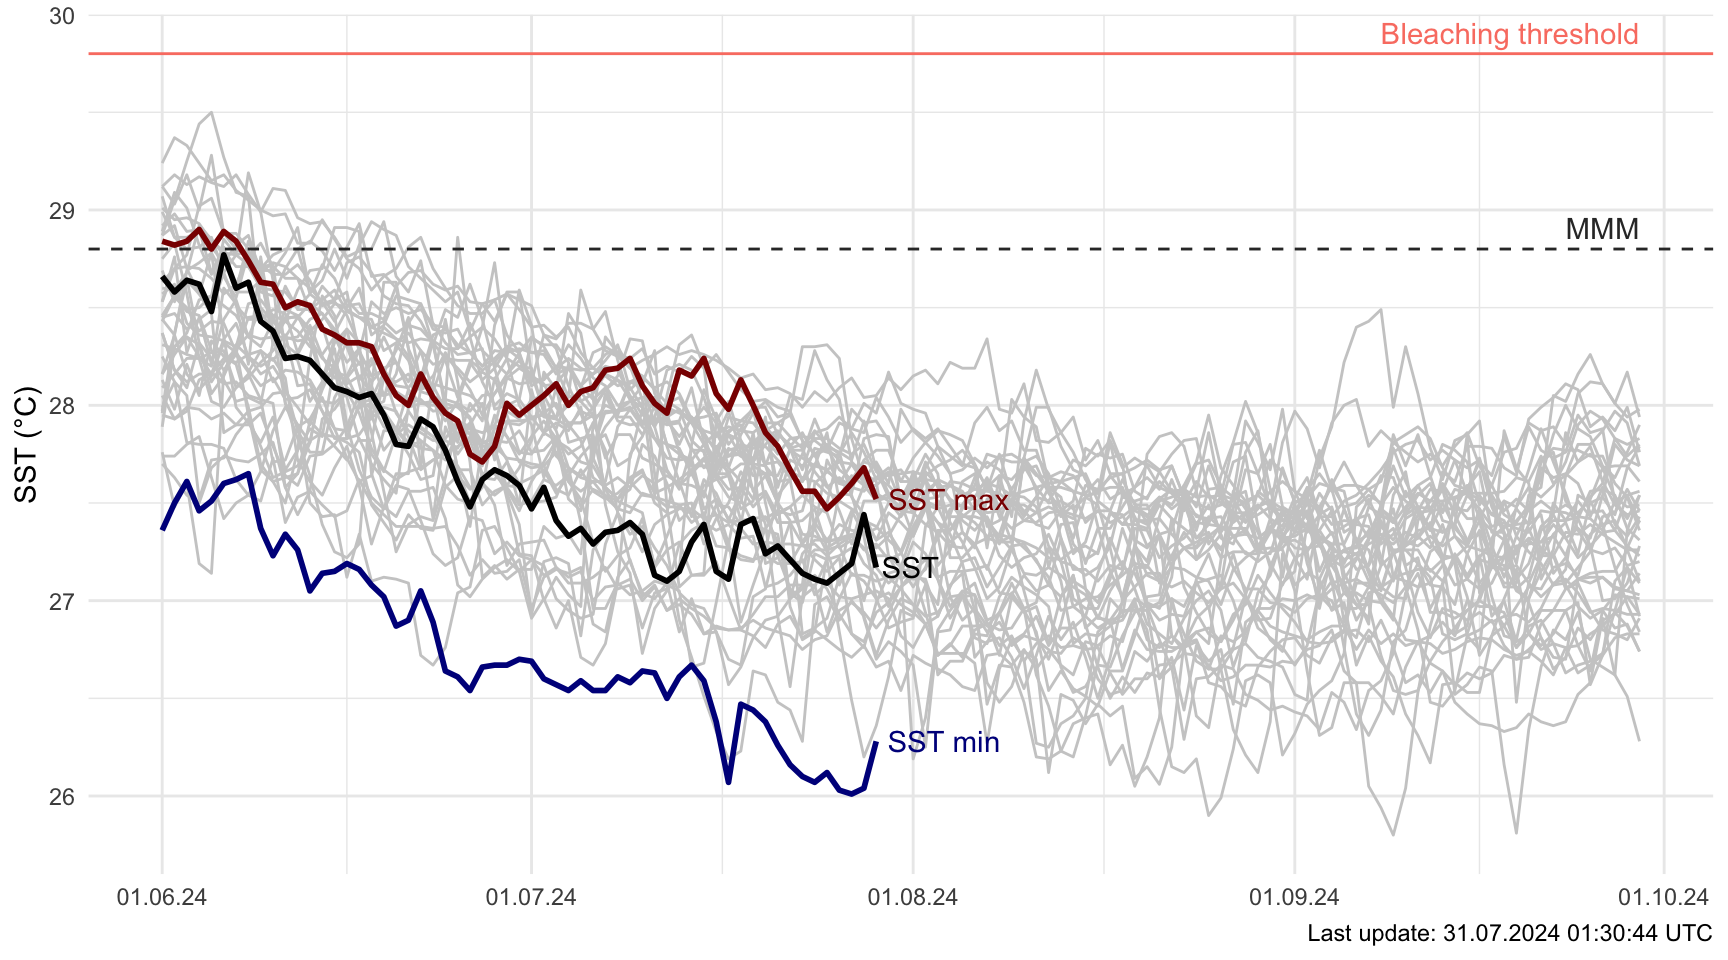 30
Bleaching threshold
29
MMM
28
SST (°C)
SST max
SST
27
SST min
26
01.06.24
01.07.24
01.08.24
01.09.24
01.10.24
Last update: 31.07.2024 01:30:44 UTC